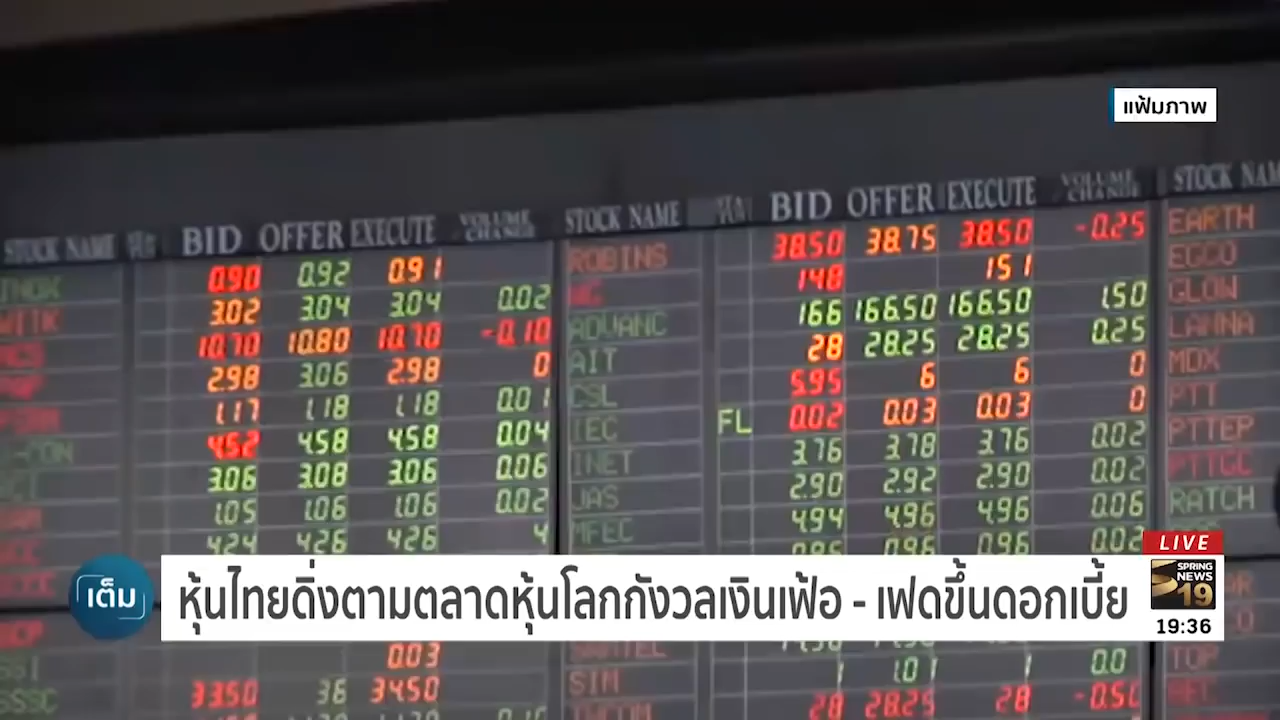 แฟ้มภาพ
STOCK NAME BID OFFER EXECUTE VOLUME CHANGE STOCK NAME BID OFFER EXECUTE VOLUME CHANGE STOCK NAM
0.90 0.92 0.91 ROBINS 38.50 38.75 38.50 -0.25 EARTH
3.02 3.04 3.04 0.02 148 151 EGCO
10.70 10.80 10.70 -0.10 ADVANC 166 166.50 166.50 1.50 GLOW
2.98 3.06 2.98 0 AIT 28 28.25 28.25 0.25 LANNA
1.17 1.18 1.18 0.01 CSL 5.95 6 6 0 MDX
4.52 4.58 4.58 0.04 IEC FL 0.02 0.03 0.03 0 PTT
3.06 3.08 3.06 0.06 INET 3.76 3.78 3.76 0.02 PTTEP
1.05 1.06 1.06 0.02 JAS 2.90 2.92 2.90 0.02 PTTGC
4.24 4.26 4.26 4 MFEC 4.94 4.96 4.96 0.06 RATCH
0.96 0.96 0.02
LIVE
เต็ม หุ้นไทยดิ่งตามตลาดหุ้นโลกกังวลเงินเฟ้อ - เฟดขึ้นดอกเบี้ย
SPRING NEWS 19
19:36
0.03 1 1.01 1 0.0 TOP
SSSC 33.50 36 34.50 SIM 28 28.25 28 -0.50